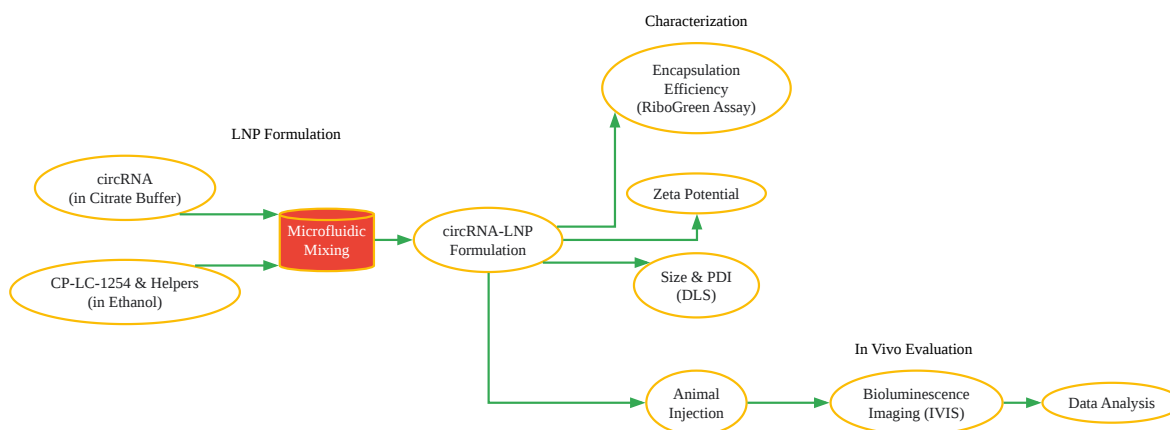 Characterization
Encapsulation
Efficiency
(RiboGreen Assay)
LNP Formulation
circRNA
(in Citrate Buffer)
Zeta Potential
Microfluidic
Mixing
circRNA-LNP
Formulation
CP-LC-1254 & Helpers
(in Ethanol)
Size & PDI
(DLS)
In Vivo Evaluation
Animal
Injection
Bioluminescence
Imaging (IVIS)
Data Analysis